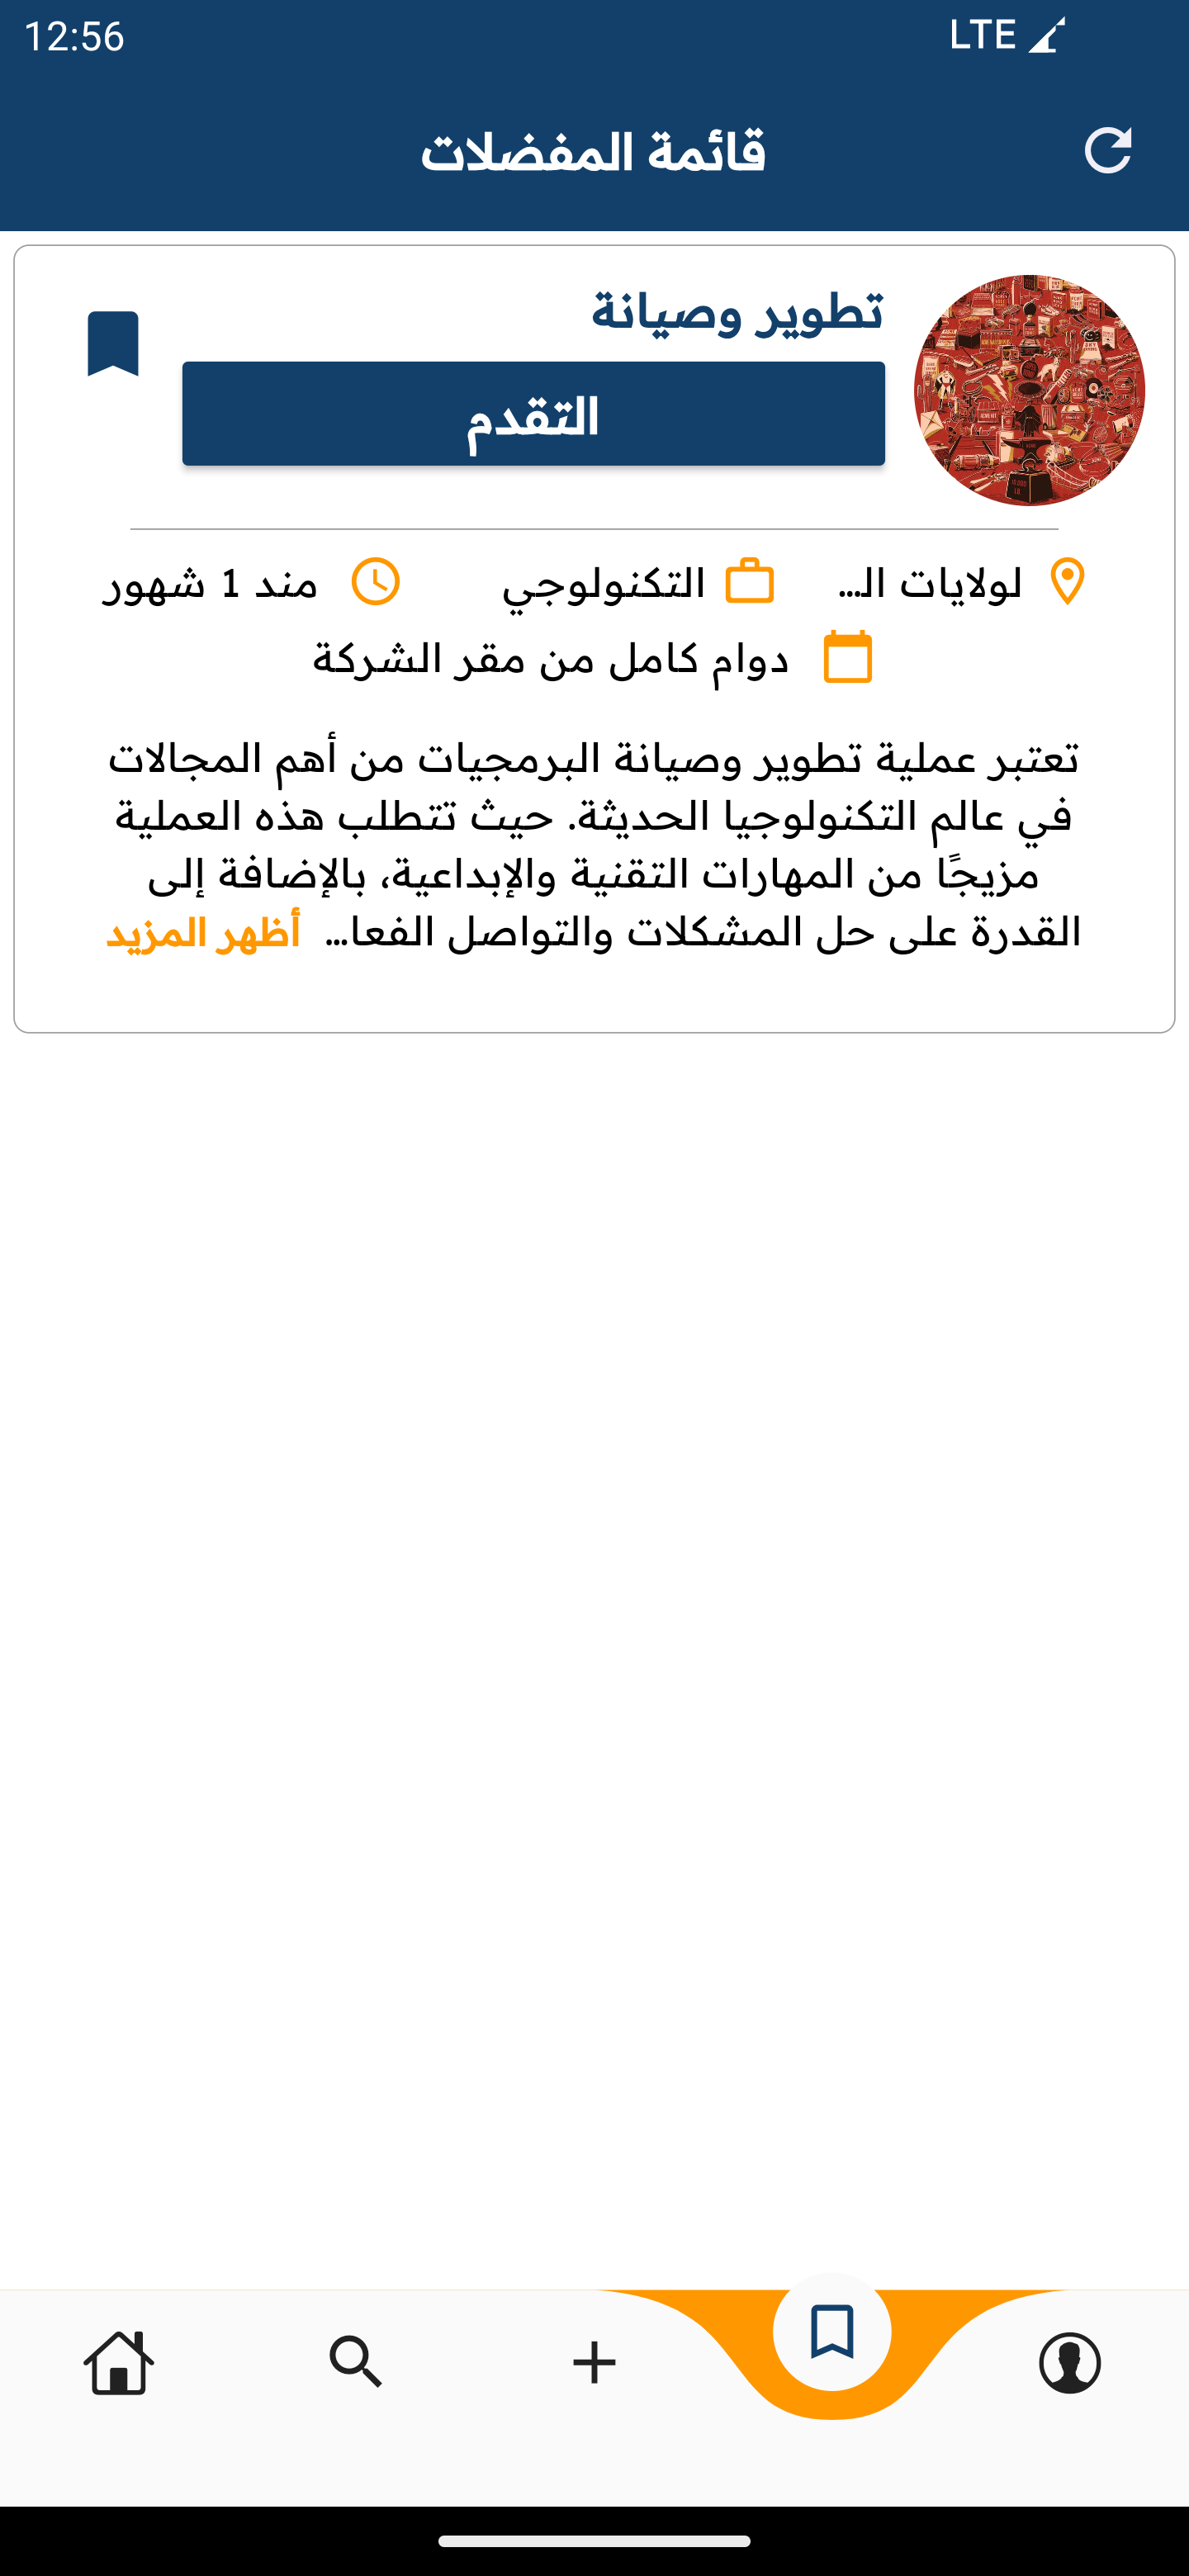 12:56
LTE
قائمة المفضلات
تطوير وصيانة
التقدم
لولايات ال...
التكنولوجي
مند 1 شهور
دوام كامل من مقر الشركة
تعتبر عملية تطوير وصيانة البرمجيات من أهم المجالات
في عالم التكنولوجيا الحديثة. حيث تتطلب هذه العملية
مزيجًا من المهارات التقنية والإبداعية، بالإضافة إلى
القدرة على حل المشكلات والتواصل الفعا... أظهر المزيد